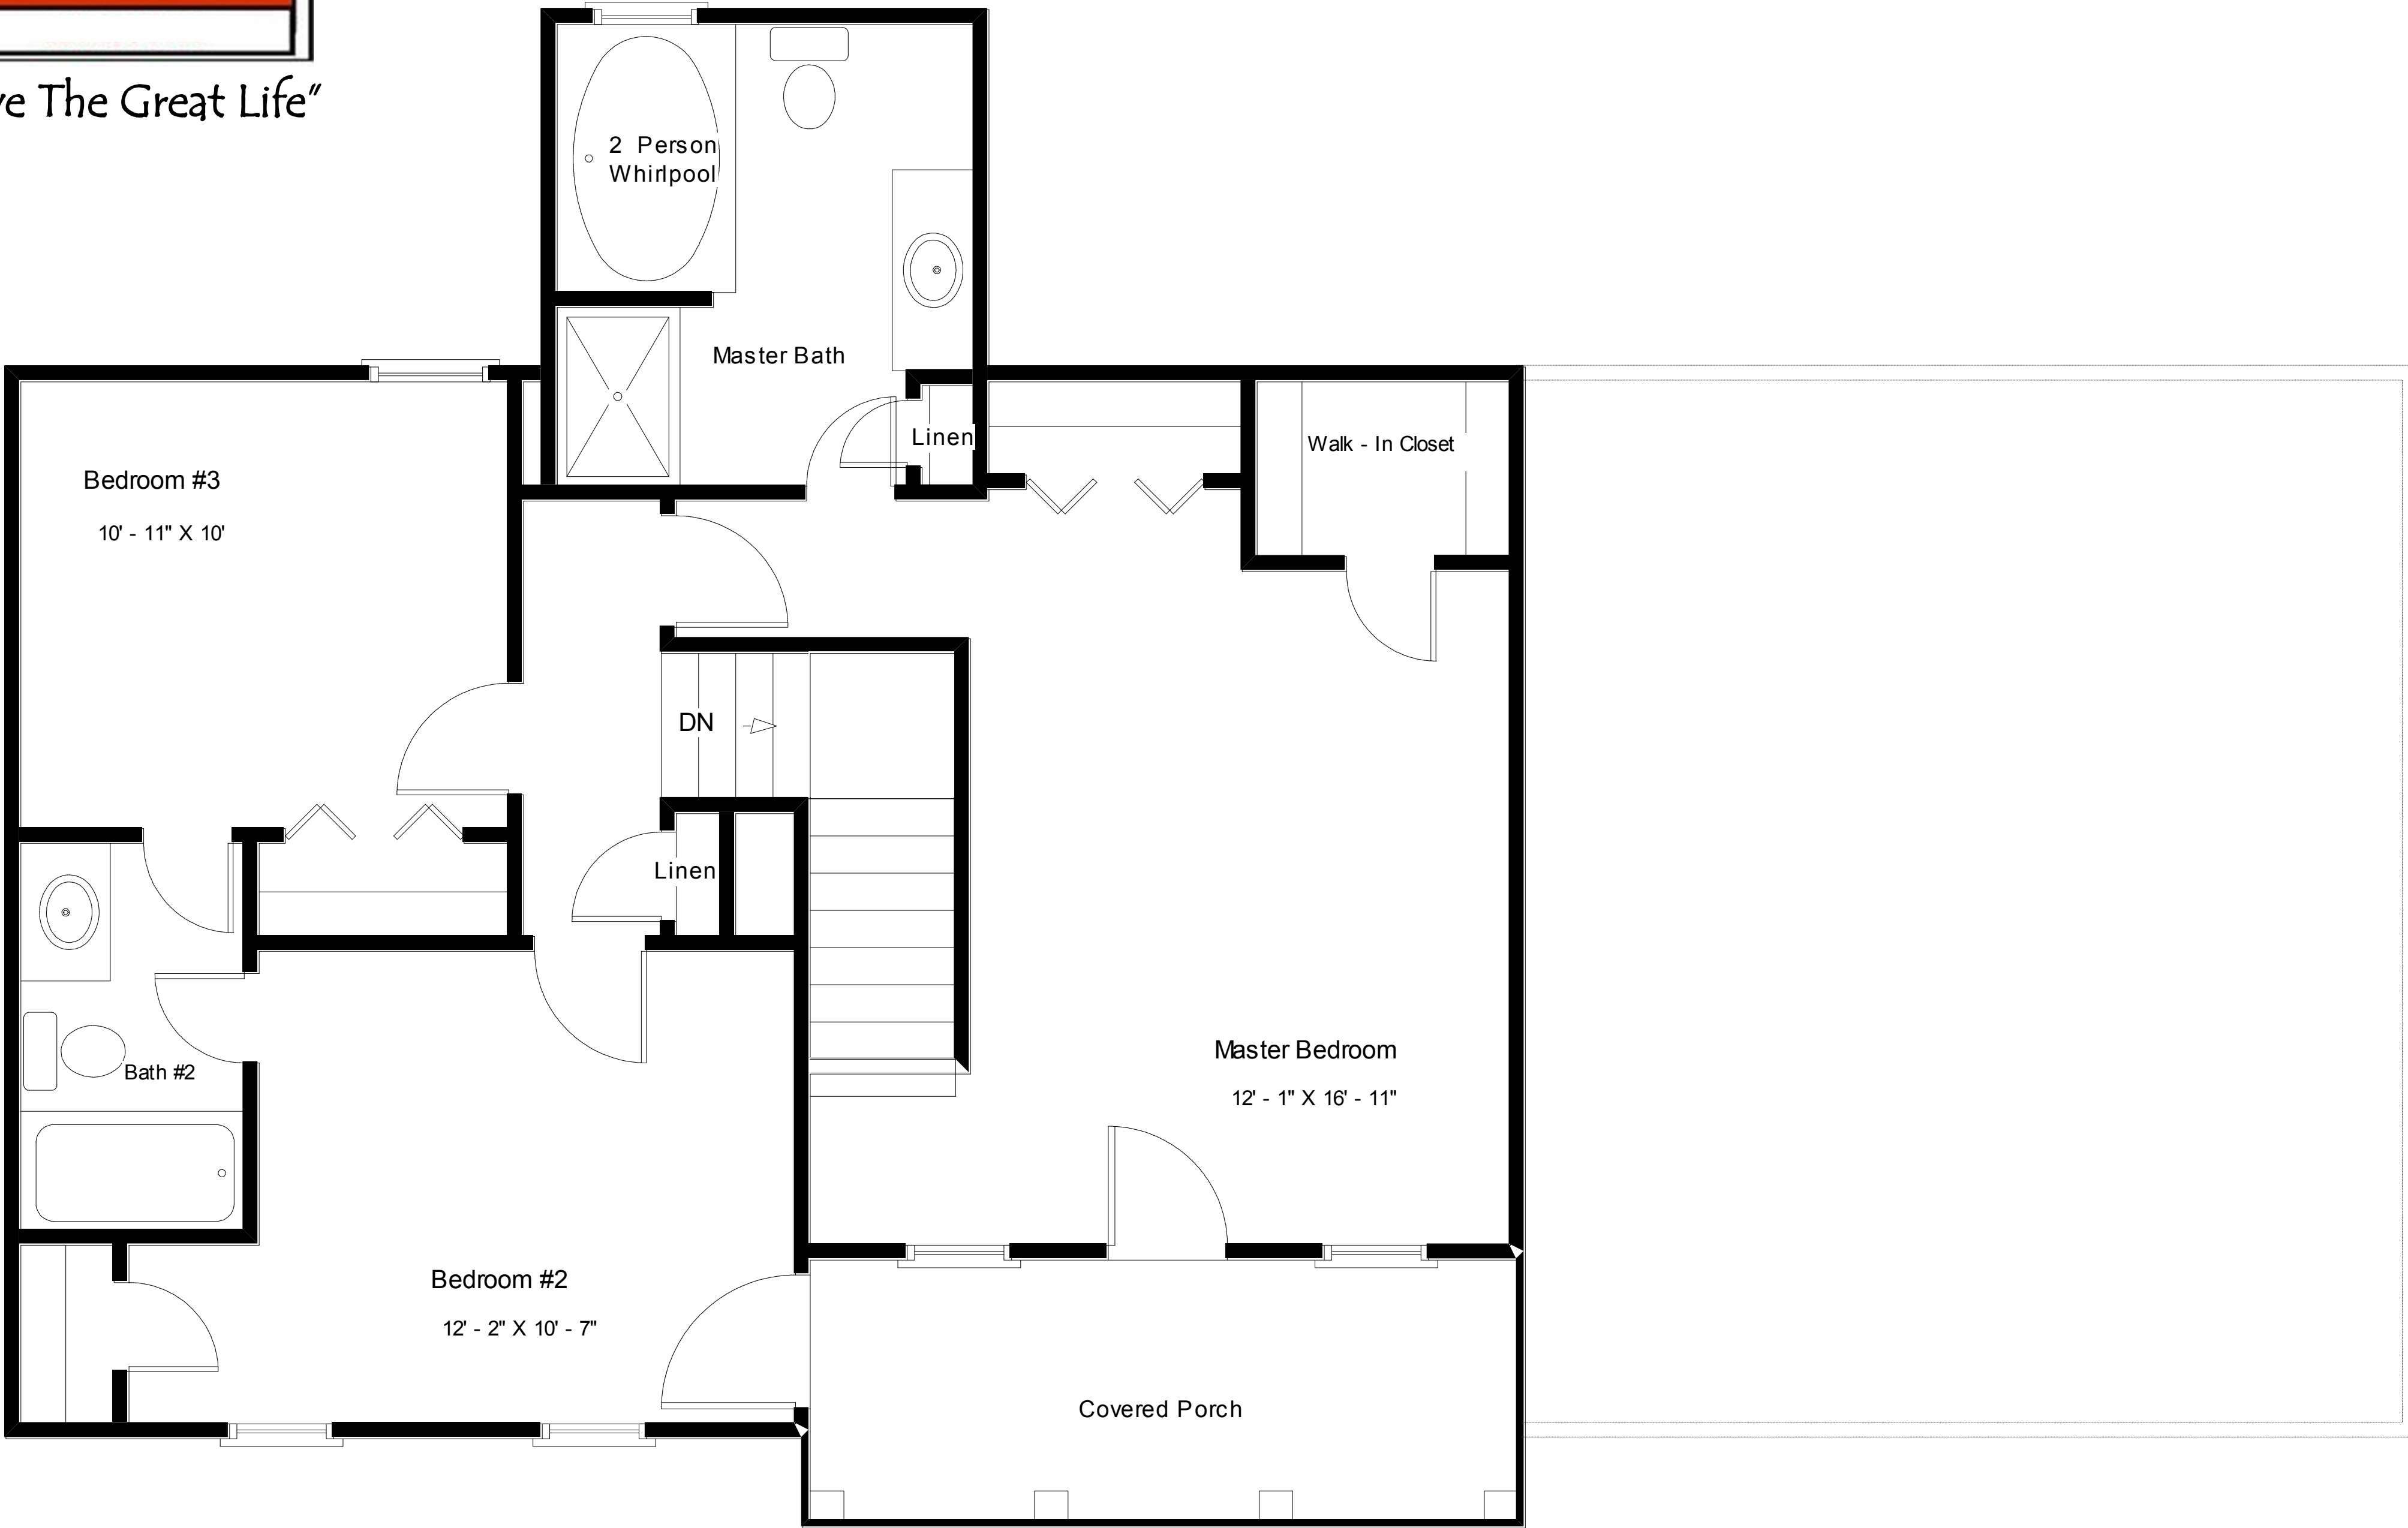 The Great Life"
2 Person
Whirlpool
Master Bath
Linen
Walk - In Closet
Bedroom #3
10' - 11" X 10'
DN
Linen
Master Bedroom
12' - 1" X 16' - 11"
Bath #2
Bedroom #2
12' - 2" X 10' - 7"
Covered Porch